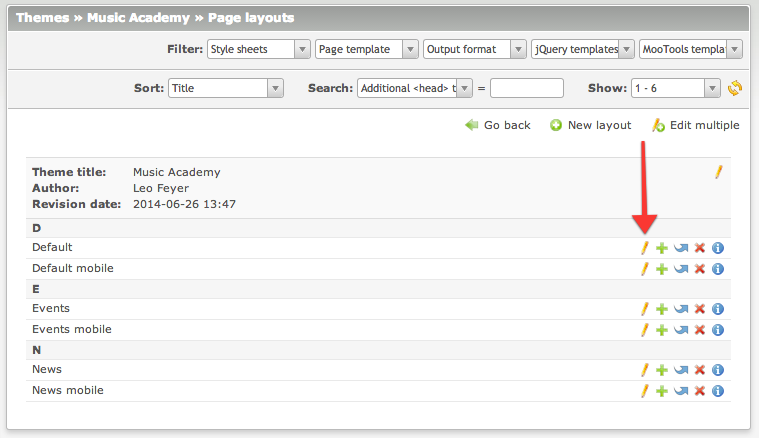 Themes » Music Academy » Page layouts
Filter: Style sheets Page template Output format jQuery templates MooTools templa
Sort: Title Search: Additional <head> t = Show: 1 - 6
Go back New layout Edit multiple
Theme title: Music Academy
Author: Leo Feyer
Revision date: 2014-06-26 13:47
D
Default
Default mobile
E
Events
Events mobile
N
News
News mobile